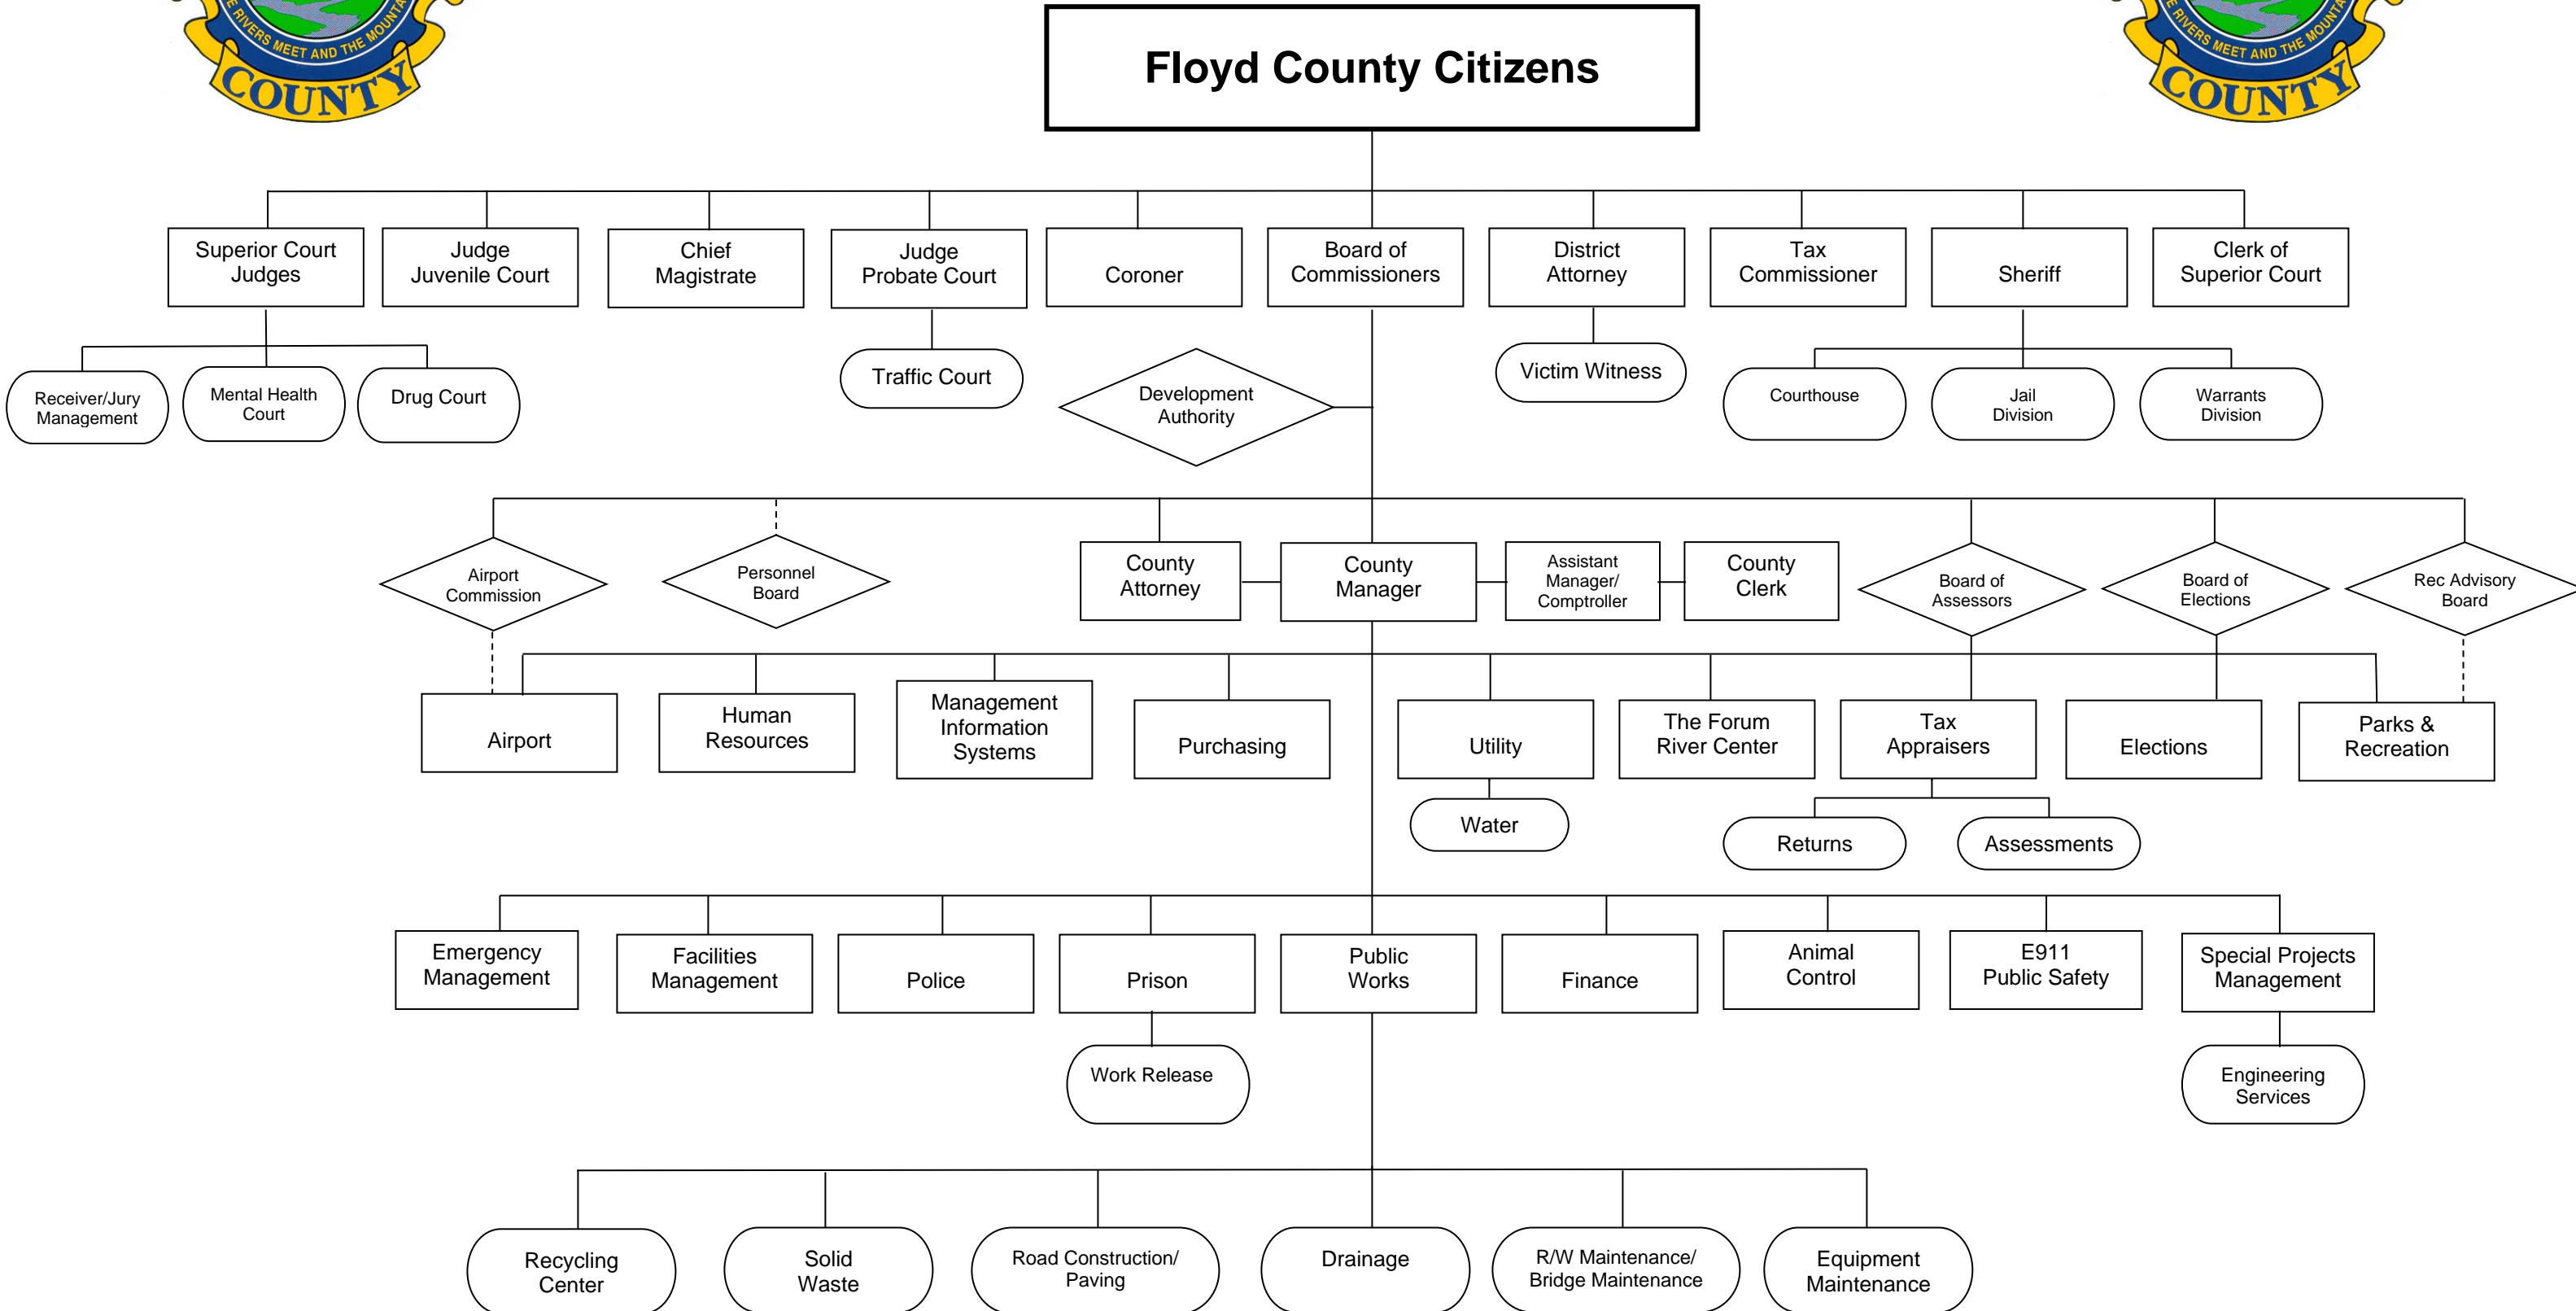 E RIVERS MEET AND THE MOUNTA
COUNTY
E RIVERS MEET AND THE MOUNTA
COUNTY
Floyd County Citizens
Superior Court
Judges
Judge
Juvenile Court
Chief
Magistrate
Judge
Probate Court
Coroner
Board of
Commissioners
District
Attorney
Tax
Commissioner
Sheriff
Clerk of
Superior Court
Receiver/Jury
Management
Mental Health
Court
Drug Court
Traffic Court
Development
Authority
Victim Witness
Courthouse
Jail
Division
Warrants
Division
Airport
Commission
Personnel
Board
County
Attorney
County
Manager
Assistant
Manager/
Comptroller
County
Clerk
Board of
Assessors
Board of
Elections
Rec Advisory
Board
Airport
Human
Resources
Management
Information
Systems
Purchasing
Utility
The Forum
River Center
Tax
Appraisers
Elections
Parks &
Recreation
Water
Returns
Assessments
Emergency
Management
Facilities
Management
Police
Prison
Public
Works
Finance
Animal
Control
E911
Public Safety
Special Projects
Management
Work Release
Engineering
Services
Recycling
Center
Solid
Waste
Road Construction/
Paving
Drainage
R/W Maintenance/
Bridge Maintenance
Equipment
Maintenance